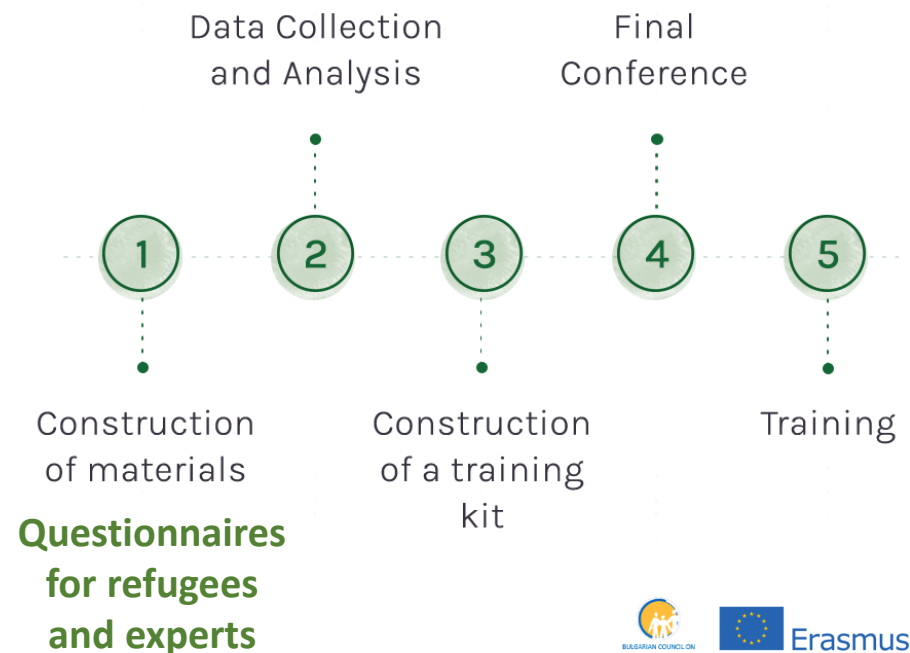 Data Collection
and Analysis
Final
Conference
1
2
3
4
5
Construction
of materials
Questionnaires
for refugees
and experts
Construction
of a training
kit
Training
BULGARIAN COUNCIL ON
Erasmus